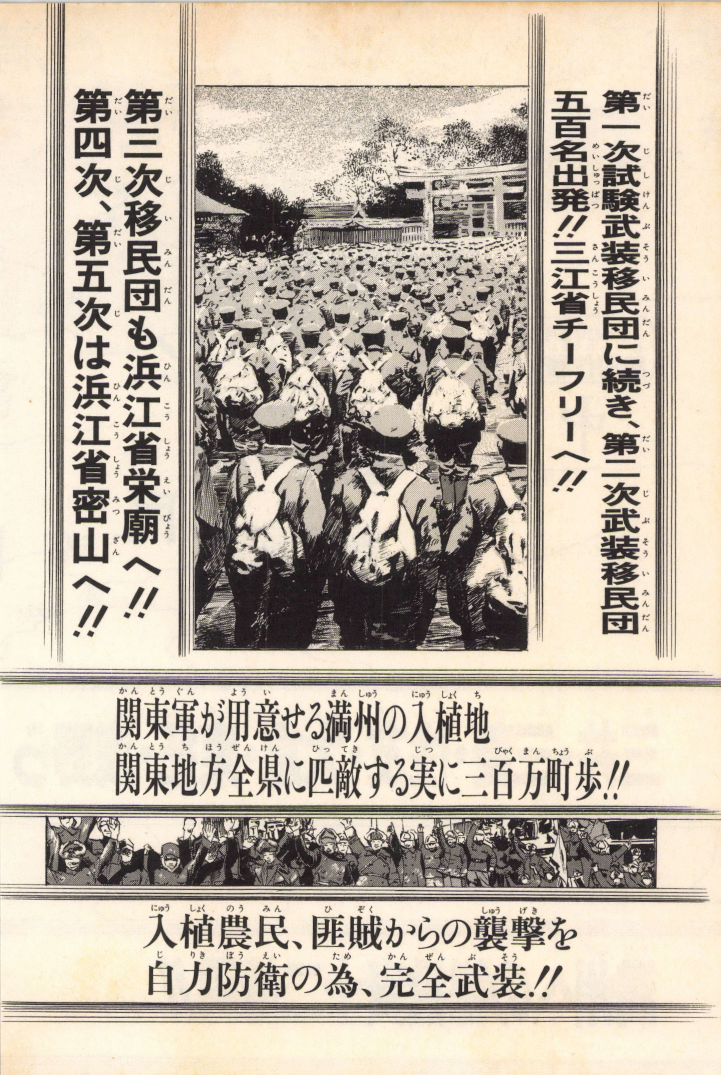 第一次試験武装移民団に続き、第二次武装移民団
五百名出発!!三江省チーフリーへ!!
第三次移民団も浜江省栄廟へ!!
第四次、第五次は浜江省密山へ!!
関東軍が用意せる満州の入植地
関東地方全県に匹敵する実に三百万町歩!!
入植農民、匪賊からの襲撃を
自力防衛の為、完全武装!!